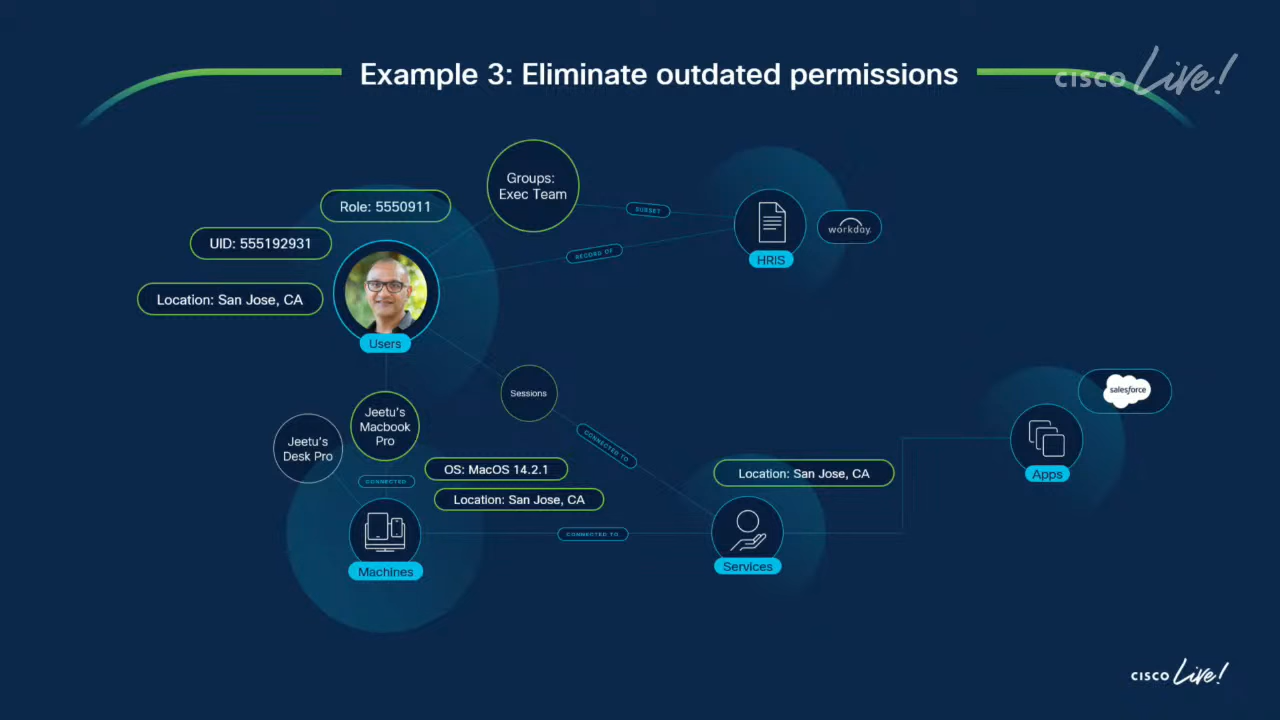 Example 3: Eliminate outdated permissions
CISCO Live!
Groups:
Exec Team
Role: 5550911
SUBSET
workday.
UID: 555192931
RECORD OF
HRIS
Location: San Jose, CA
Users
Sessions
salesforce
Jeetu's
Macbook
Pro
Jeetu's
Desk Pro
CONNECTED TO
OS: MacOS 14.2.1
Location: San Jose, CA
Apps
CONNECTED
Location: San Jose, CA
CONNECTED TO
Machines
Services
CISCO Live!